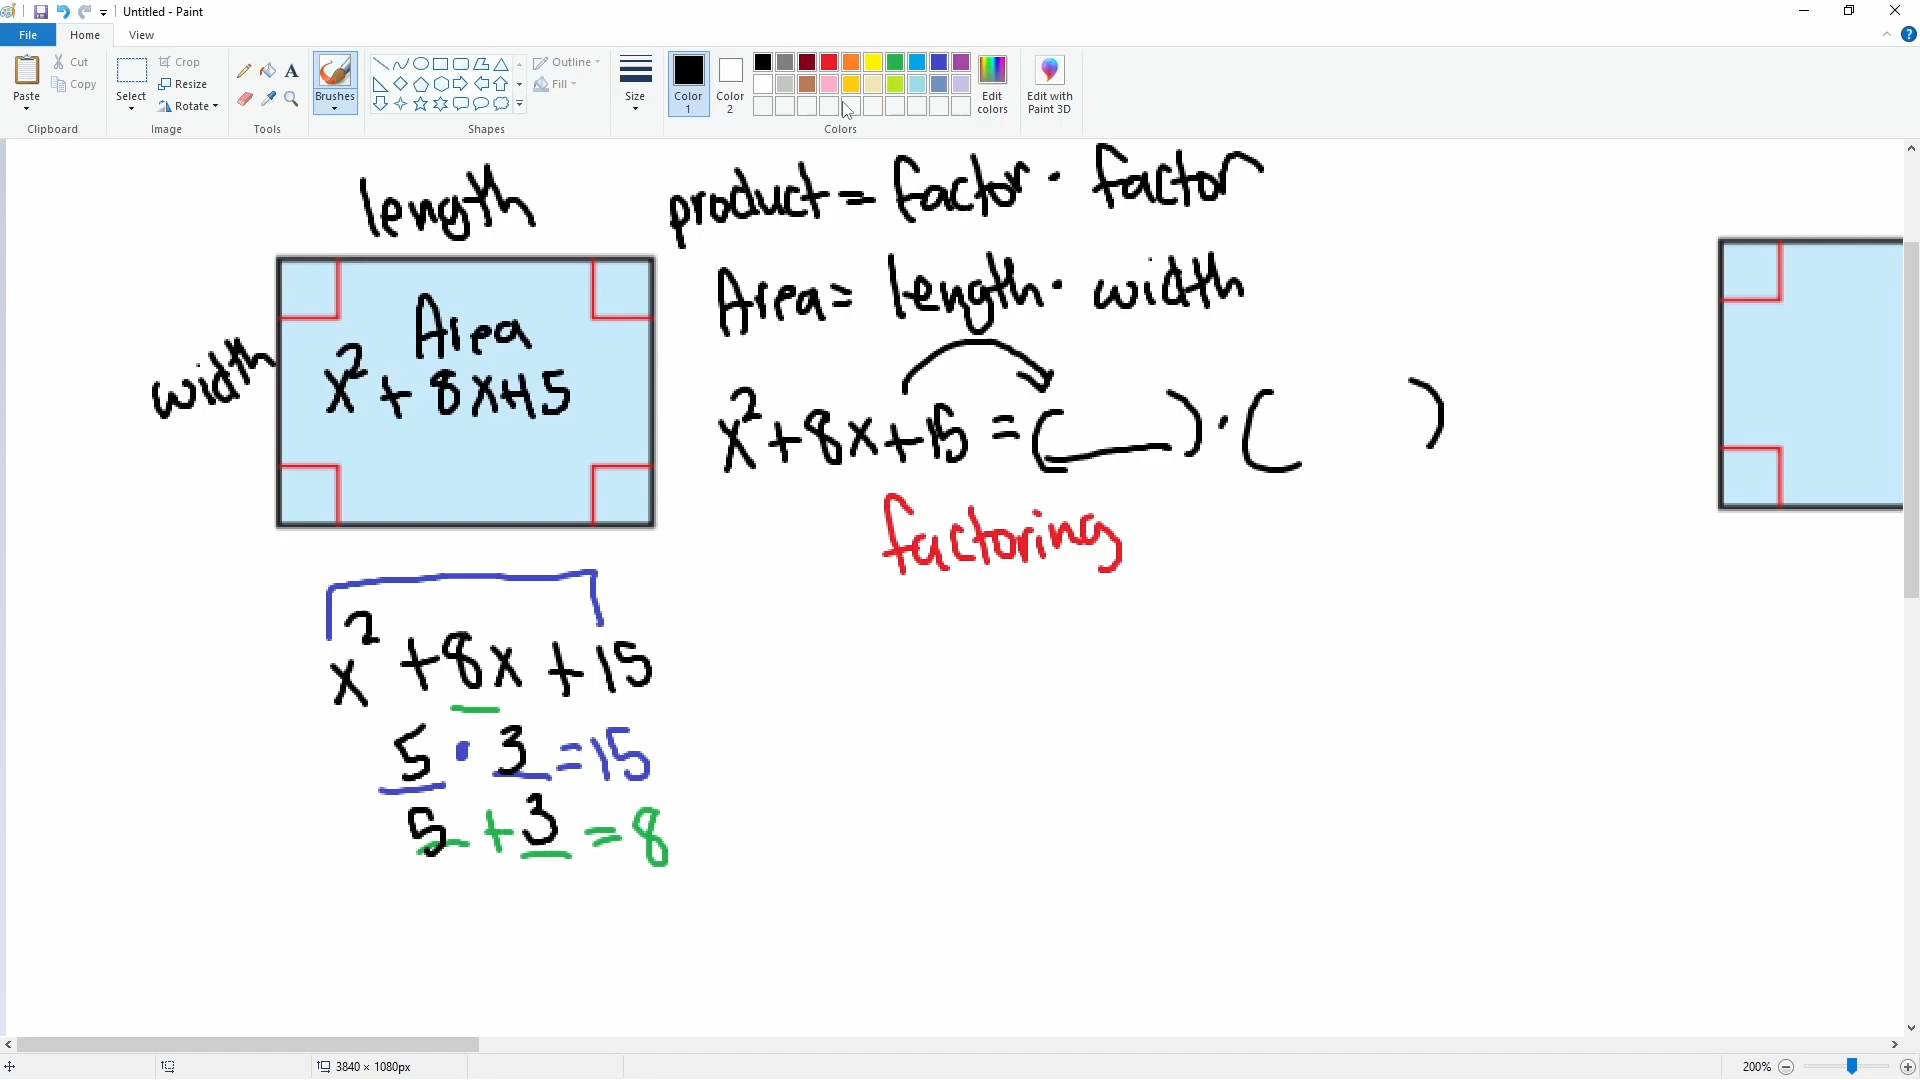 Untitled - Paint
File Home View
Paste Cut Copy Clipboard
Select Crop Resize Rotate Image
Tools
Brushes
Shapes Outline Fill
Size
Color 1 Color 2 Edit colors Colors
Edit with Paint 3D
length
product = factor · factor
Area = length · width
width
Area
x² + 8x+15
x²+8x+15 = (___) · ( )
factoring
x² +8x +15
5 · 3 = 15
5 + 3 = 8
3840 × 1080px
200%